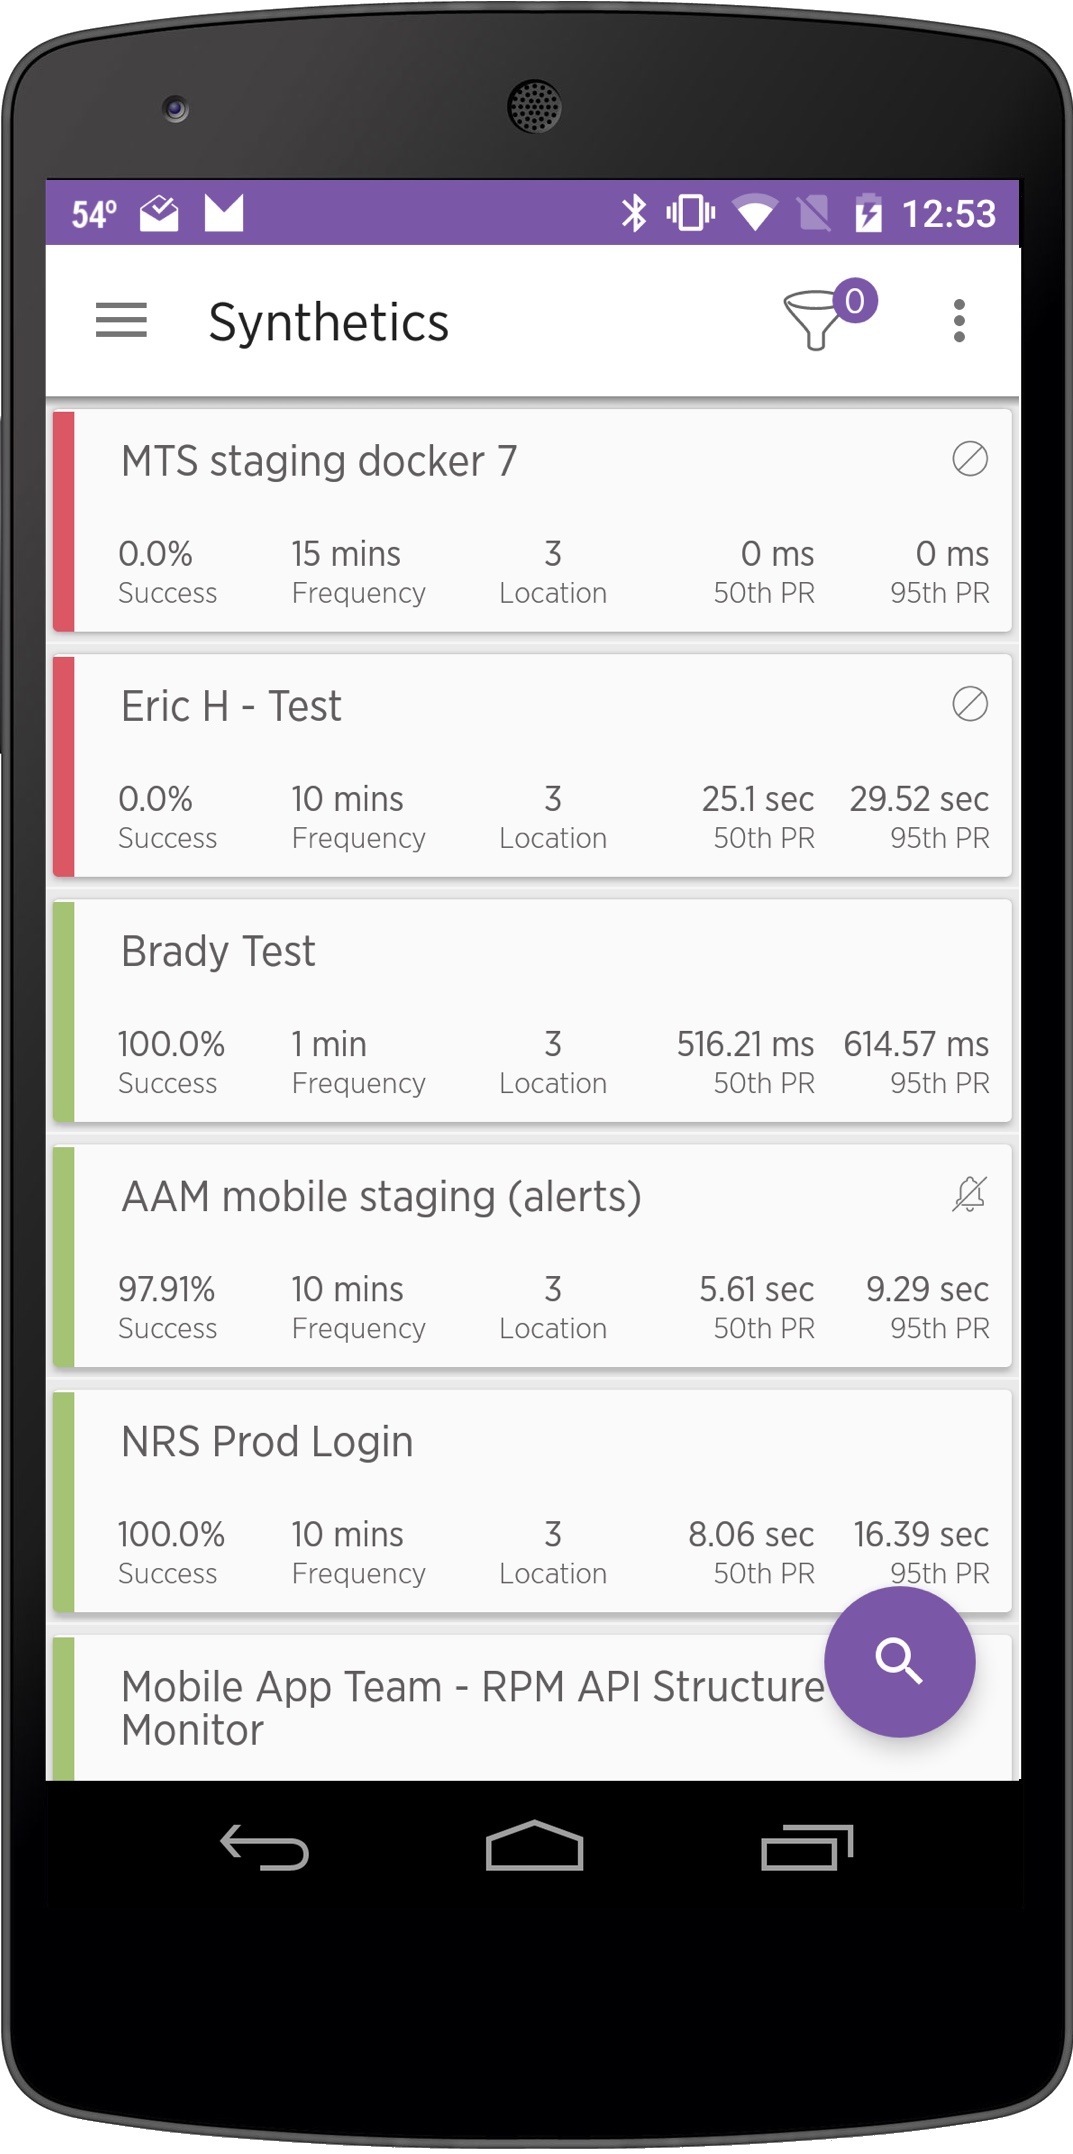 54° 12:53
Synthetics 0
MTS staging docker 7
0.0% 15 mins 3 0 ms 0 ms
Success Frequency Location 50th PR 95th PR
Eric H - Test
0.0% 10 mins 3 25.1 sec 29.52 sec
Success Frequency Location 50th PR 95th PR
Brady Test
100.0% 1 min 3 516.21 ms 614.57 ms
Success Frequency Location 50th PR 95th PR
AAM mobile staging (alerts)
97.91% 10 mins 3 5.61 sec 9.29 sec
Success Frequency Location 50th PR 95th PR
NRS Prod Login
100.0% 10 mins 3 8.06 sec 16.39 sec
Success Frequency Location 50th PR 95th PR
Mobile App Team - RPM API Structure
Monitor